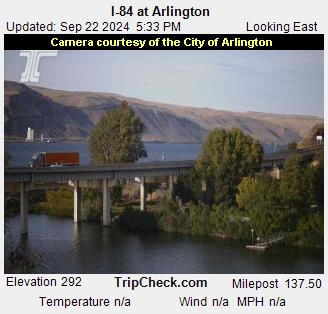 I-84 at Arlington
Updated: Sep 22 2024 5:33 PM Looking East
Camera courtesy of the City of Arlington
Elevation 292 TripCheck.com Milepost 137.50
Temperature n/a Wind n/a MPH n/a